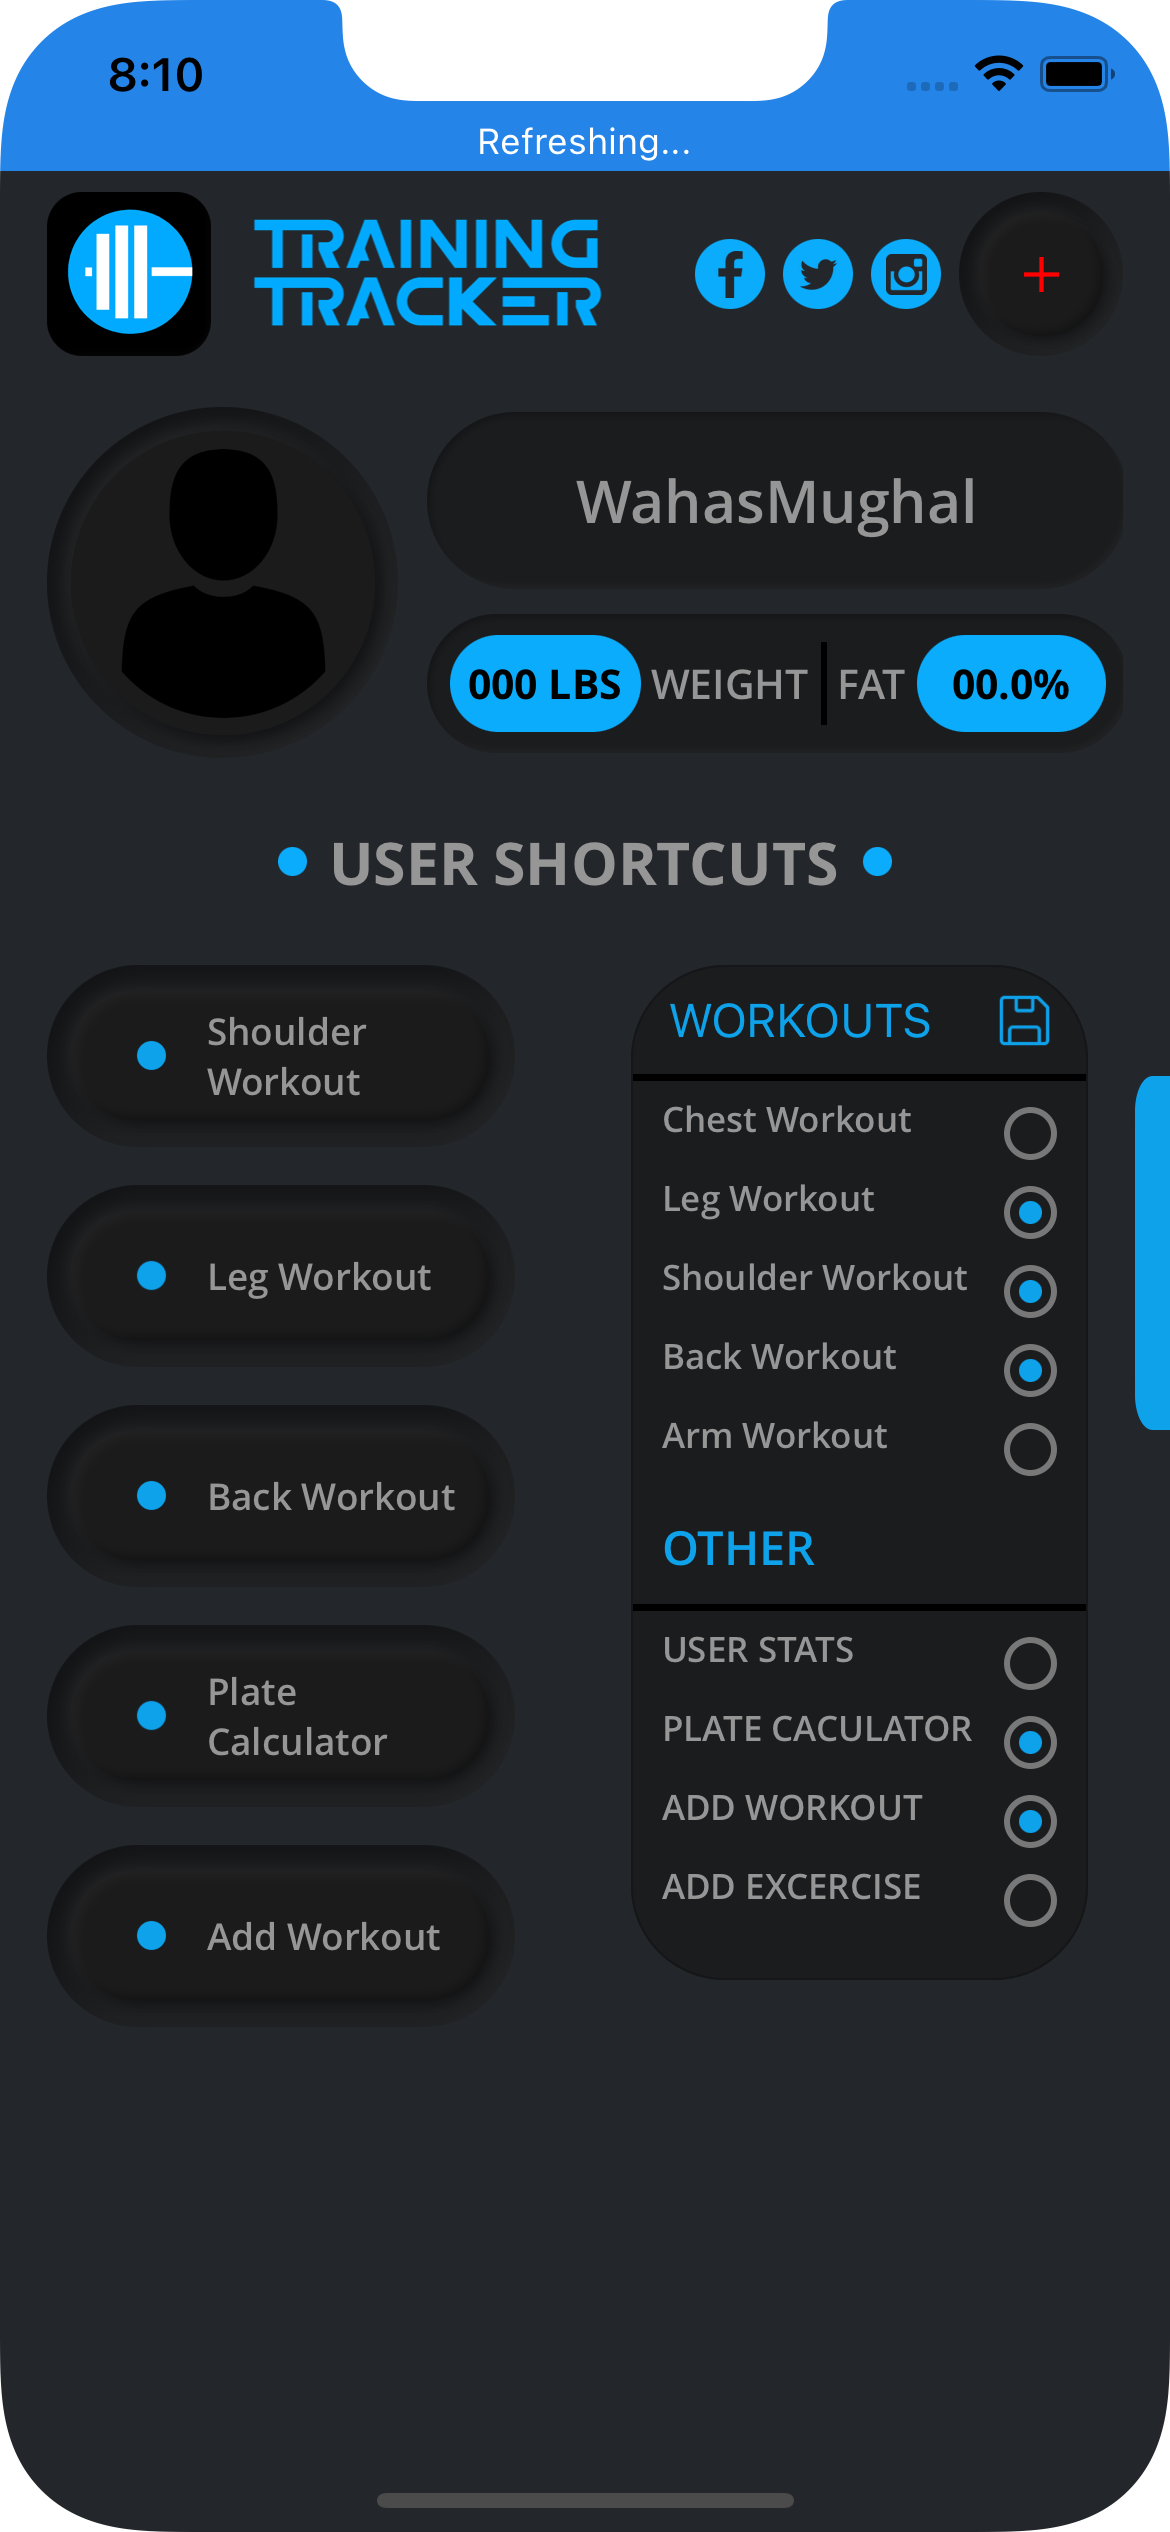 8:10
Refreshing...
TRAINING
TRACKER
WahasMughal
000 LBS WEIGHT FAT 00.0%
USER SHORTCUTS
Shoulder
Workout
Leg Workout
Back Workout
Plate
Calculator
Add Workout
WORKOUTS
Chest Workout
Leg Workout
Shoulder Workout
Back Workout
Arm Workout
OTHER
USER STATS
PLATE CACULATOR
ADD WORKOUT
ADD EXCERCISE